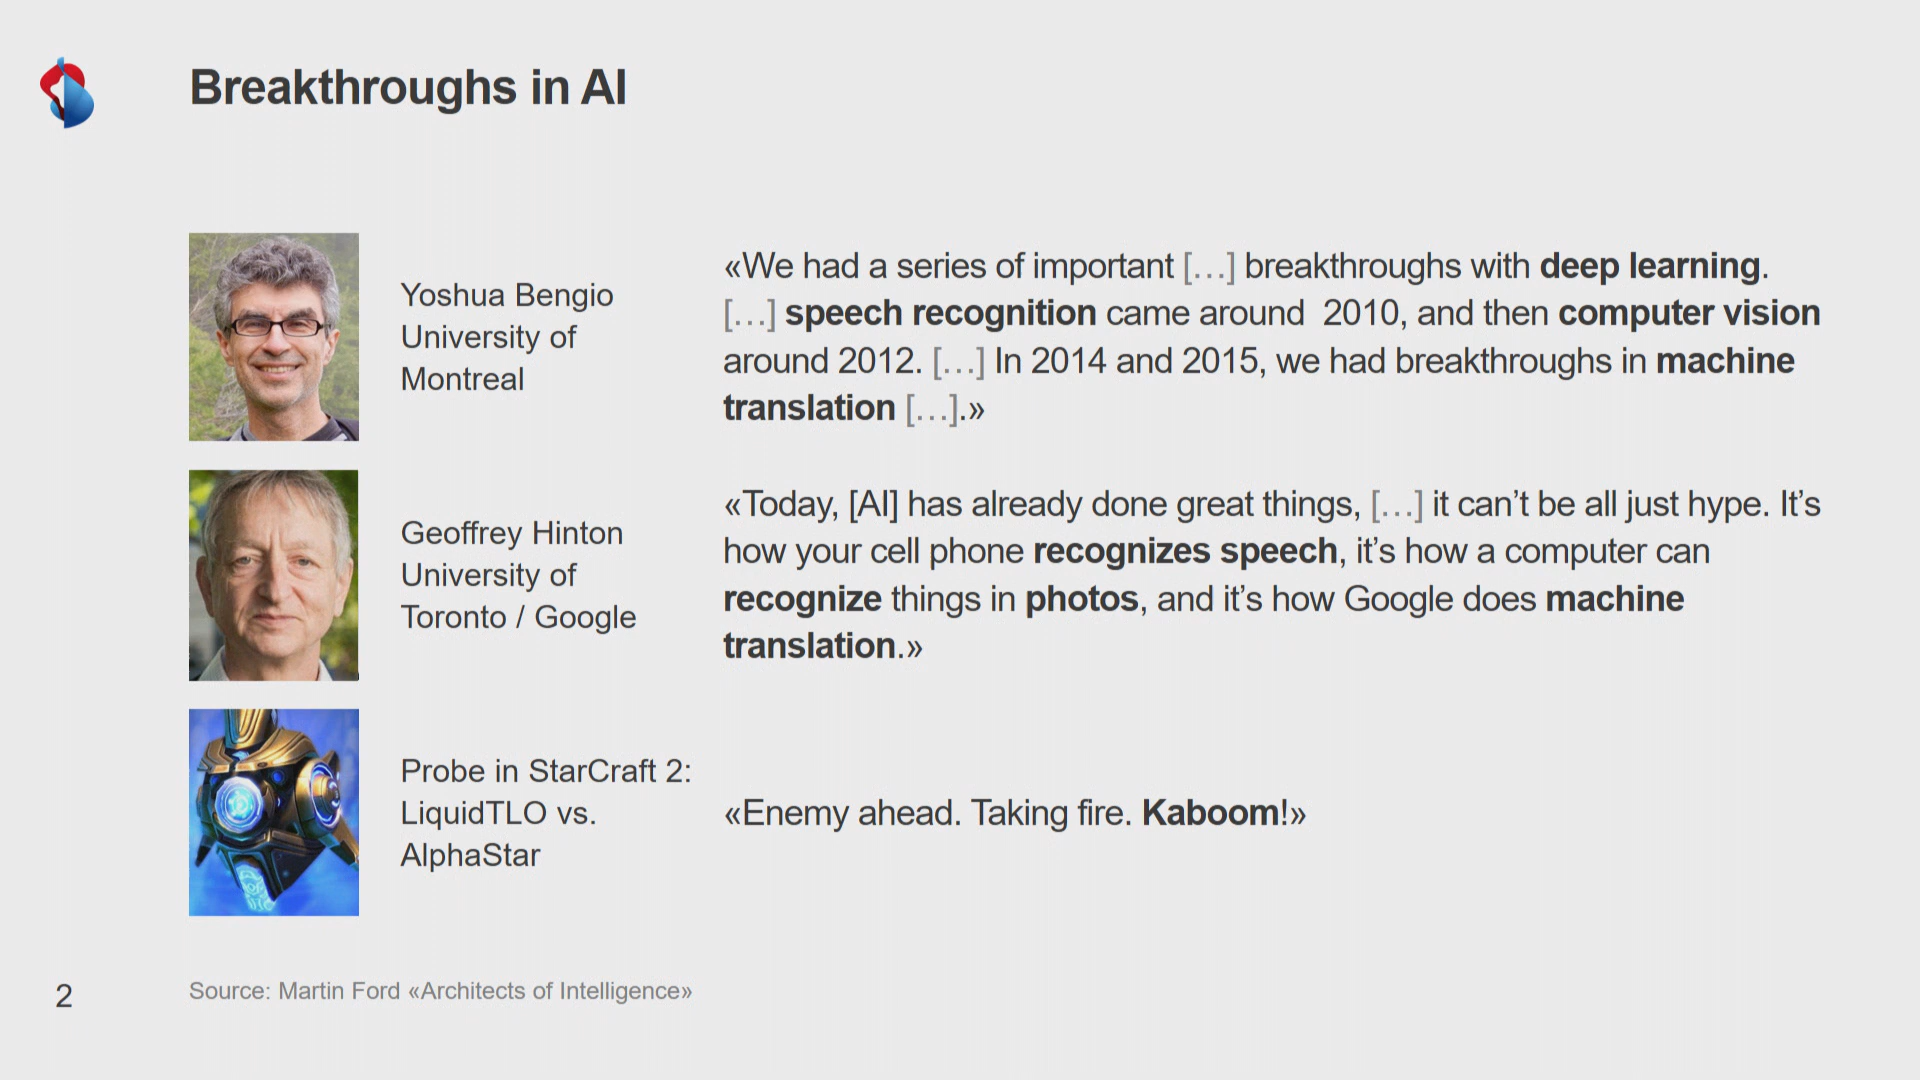 Breakthroughs in AI
Yoshua Bengio
University of
Montreal
«We had a series of important […] breakthroughs with deep learning.
[…] speech recognition came around  2010, and then computer vision
around 2012. […] In 2014 and 2015, we had breakthroughs in machine
translation […].»
Geoffrey Hinton
University of
Toronto / Google
«Today, [AI] has already done great things, […] it can’t be all just hype. It’s
how your cell phone recognizes speech, it’s how a computer can
recognize things in photos, and it’s how Google does machine
translation.»
Probe in StarCraft 2:
LiquidTLO vs.
AlphaStar
«Enemy ahead. Taking fire. Kaboom!»
2
Source: Martin Ford «Architects of Intelligence»